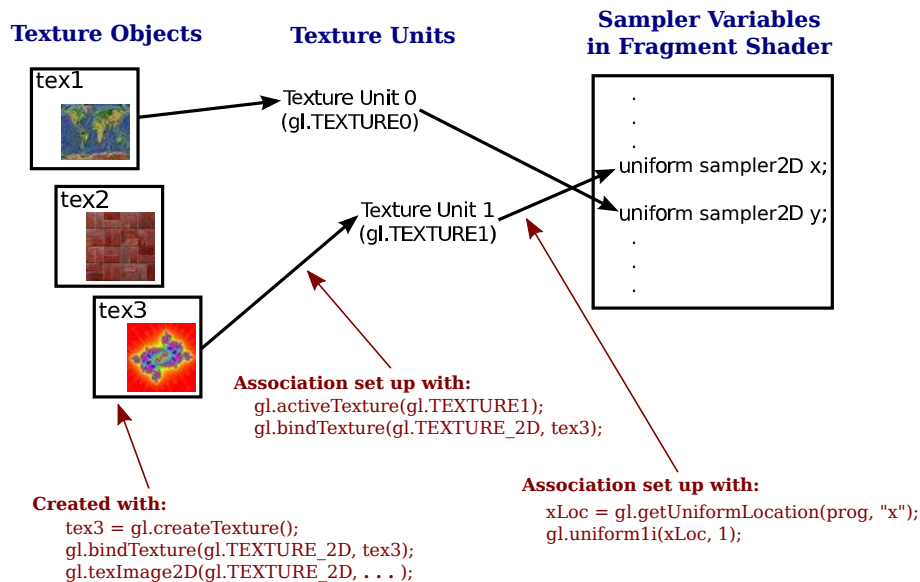 Texture Objects
Texture Units
Sampler Variables
in Fragment Shader
tex1
Texture Unit 0
(gl.TEXTURE0)
.
.
.
uniform sampler2D x;
tex2
Texture Unit 1
(gl.TEXTURE1)
uniform sampler2D y;
.
.
.
tex3
Association set up with:
gl.activeTexture(gl.TEXTURE1);
gl.bindTexture(gl.TEXTURE_2D, tex3);
Created with:
tex3 = gl.createTexture();
gl.bindTexture(gl.TEXTURE_2D, tex3);
gl.texImage2D(gl.TEXTURE_2D, . . . );
Association set up with:
xLoc = gl.getUniformLocation(prog, "x");
gl.uniform1i(xLoc, 1);